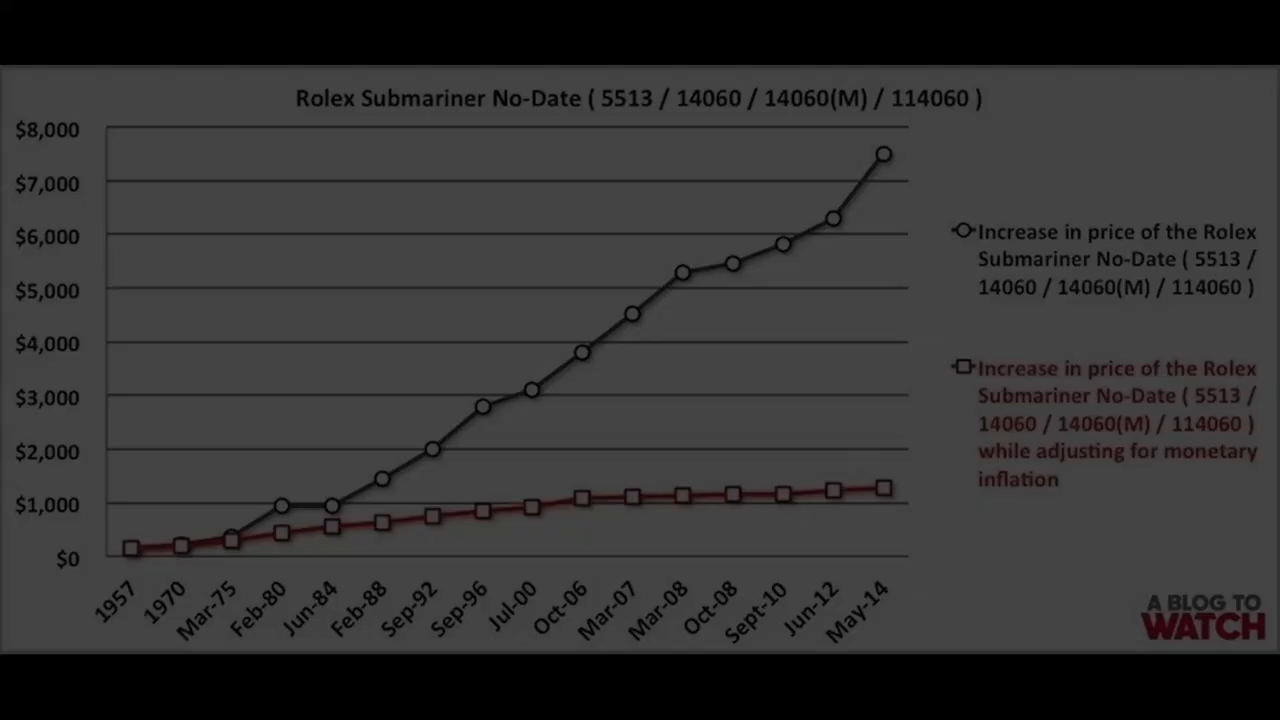 Rolex Submariner No-Date ( 5513 / 14060 / 14060(M) / 114060 )
$8,000
$7,000
$6,000
$5,000
$4,000
$3,000
$2,000
$1,000
$0
1957
1970
Mar-75
Feb-80
Jun-84
Feb-88
Sep-92
Sep-96
Jul-00
Oct-06
Mar-07
Mar-08
Oct-08
Sept-10
Jun-12
May-14
Increase in price of the Rolex
Submariner No-Date ( 5513 /
14060 / 14060(M) / 114060 )
Increase in price of the Rolex
Submariner No-Date ( 5513 /
14060 / 14060(M) / 114060 )
while adjusting for monetary
inflation
A BLOG TO
WATCH